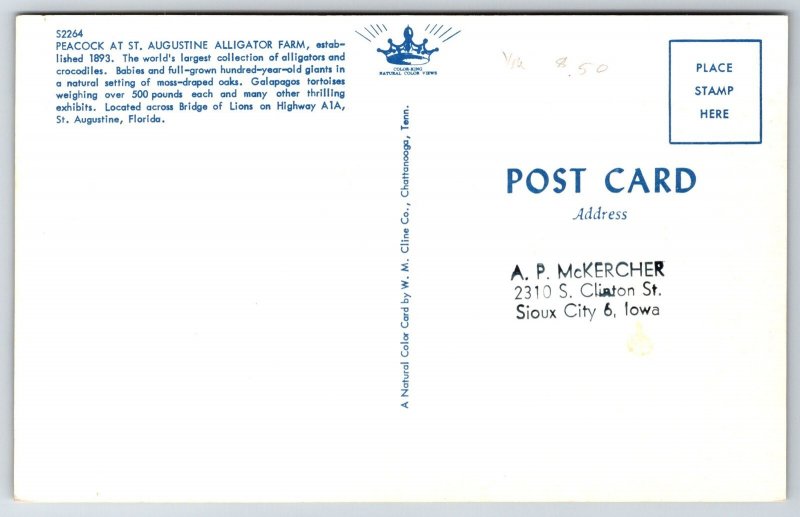 S2264
PEACOCK AT ST. AUGUSTINE ALLIGATOR FARM, estab-
lished 1893. The world's largest collection of alligators and
crocodiles. Babies and full-grown hundred-year-old giants in
a natural setting of moss-draped oaks. Galapagos tortoises
weighing over 500 pounds each and many other thrilling
exhibits. Located across Bridge of Lions on Highway A1A,
St. Augustine, Florida.
COLOR-KING
NATURAL COLOR VIEWS
.50
PLACE
STAMP
HERE
A Natural Color Card by W. M. Cline Co., Chattanooga, Tenn.
POST CARD
Address
A. P. McKERCHER
2310 S. Clinton St.
Sioux City 6, Iowa